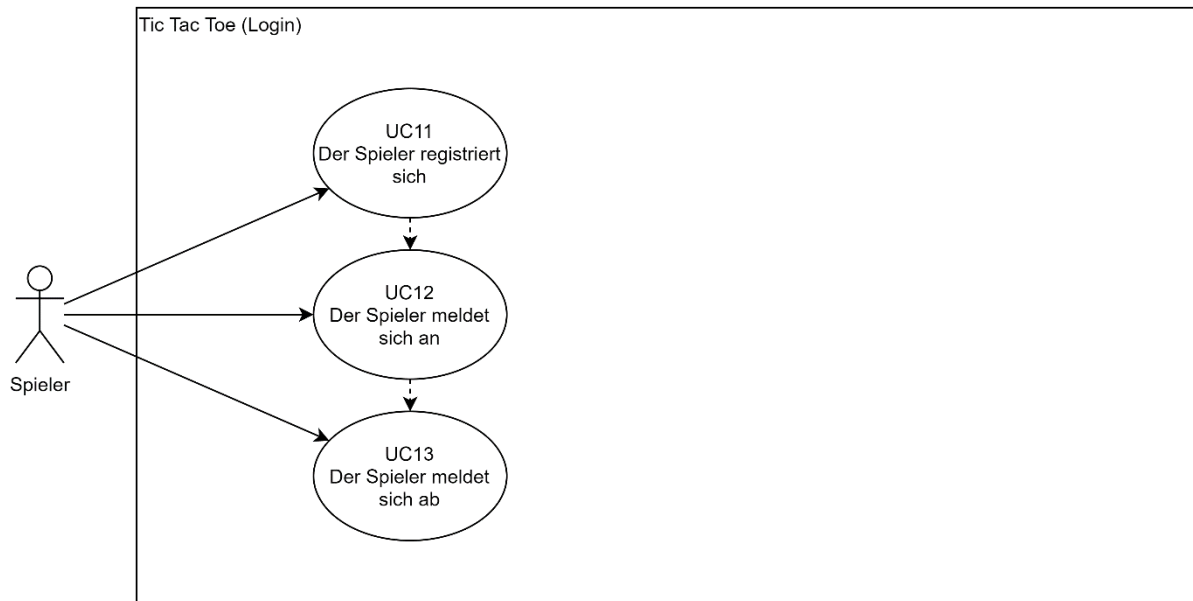 Tic Tac Toe (Login)
UC11
Der Spieler registriert
sich
UC12
Der Spieler meldet
sich an
Spieler
UC13
Der Spieler meldet
sich ab